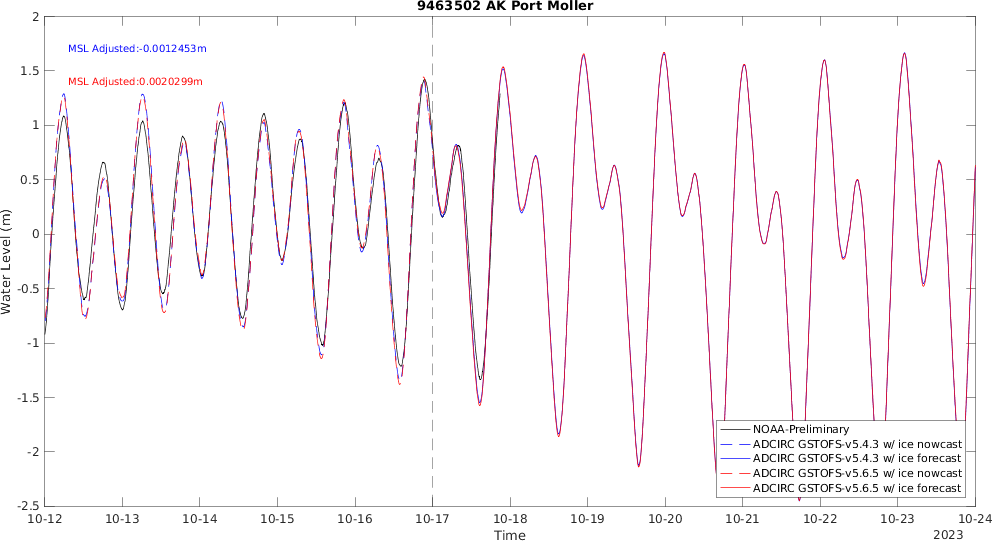 9463502 AK Port Moller
MSL Adjusted:-0.0012453m
MSL Adjusted:0.0020299m
Water Level (m)
2
1.5
1
0.5
0
-0.5
-1
-1.5
-2
-2.5
NOAA-Preliminary
ADCIRC GSTOFS-v5.4.3 w/ ice nowcast
ADCIRC GSTOFS-v5.4.3 w/ ice forecast
ADCIRC GSTOFS-v5.6.5 w/ ice nowcast
ADCIRC GSTOFS-v5.6.5 w/ ice forecast
10-12 10-13 10-14 10-15 10-16 10-17 10-18 10-19 10-20 10-21 10-22 10-23 10-24
Time
2023